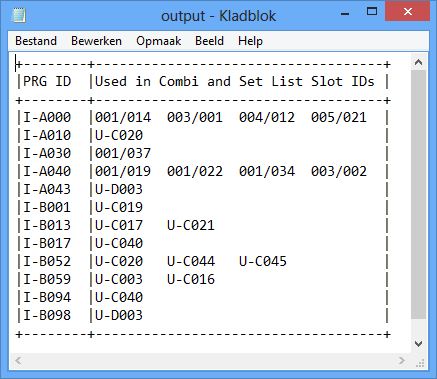 output - Kladblok
Bestand Bewerken Opmaak Beeld Help
+--------+--------------------------------+
|PRG ID  |Used in Combi and Set List Slot IDs |
+--------+--------------------------------+
|I-A000  |001/014  003/001  004/012  005/021  |
|I-A010  |U-C020                              |
|I-A030  |001/037                             |
|I-A040  |001/019  001/022  001/034  003/002  |
|I-A043  |U-D003                              |
|I-B001  |U-C019                              |
|I-B013  |U-C017   U-C021                     |
|I-B017  |U-C040                              |
|I-B052  |U-C020   U-C044   U-C045            |
|I-B059  |U-C003   U-C016                     |
|I-B094  |U-C040                              |
|I-B098  |U-D003                              |
+--------+--------------------------------+